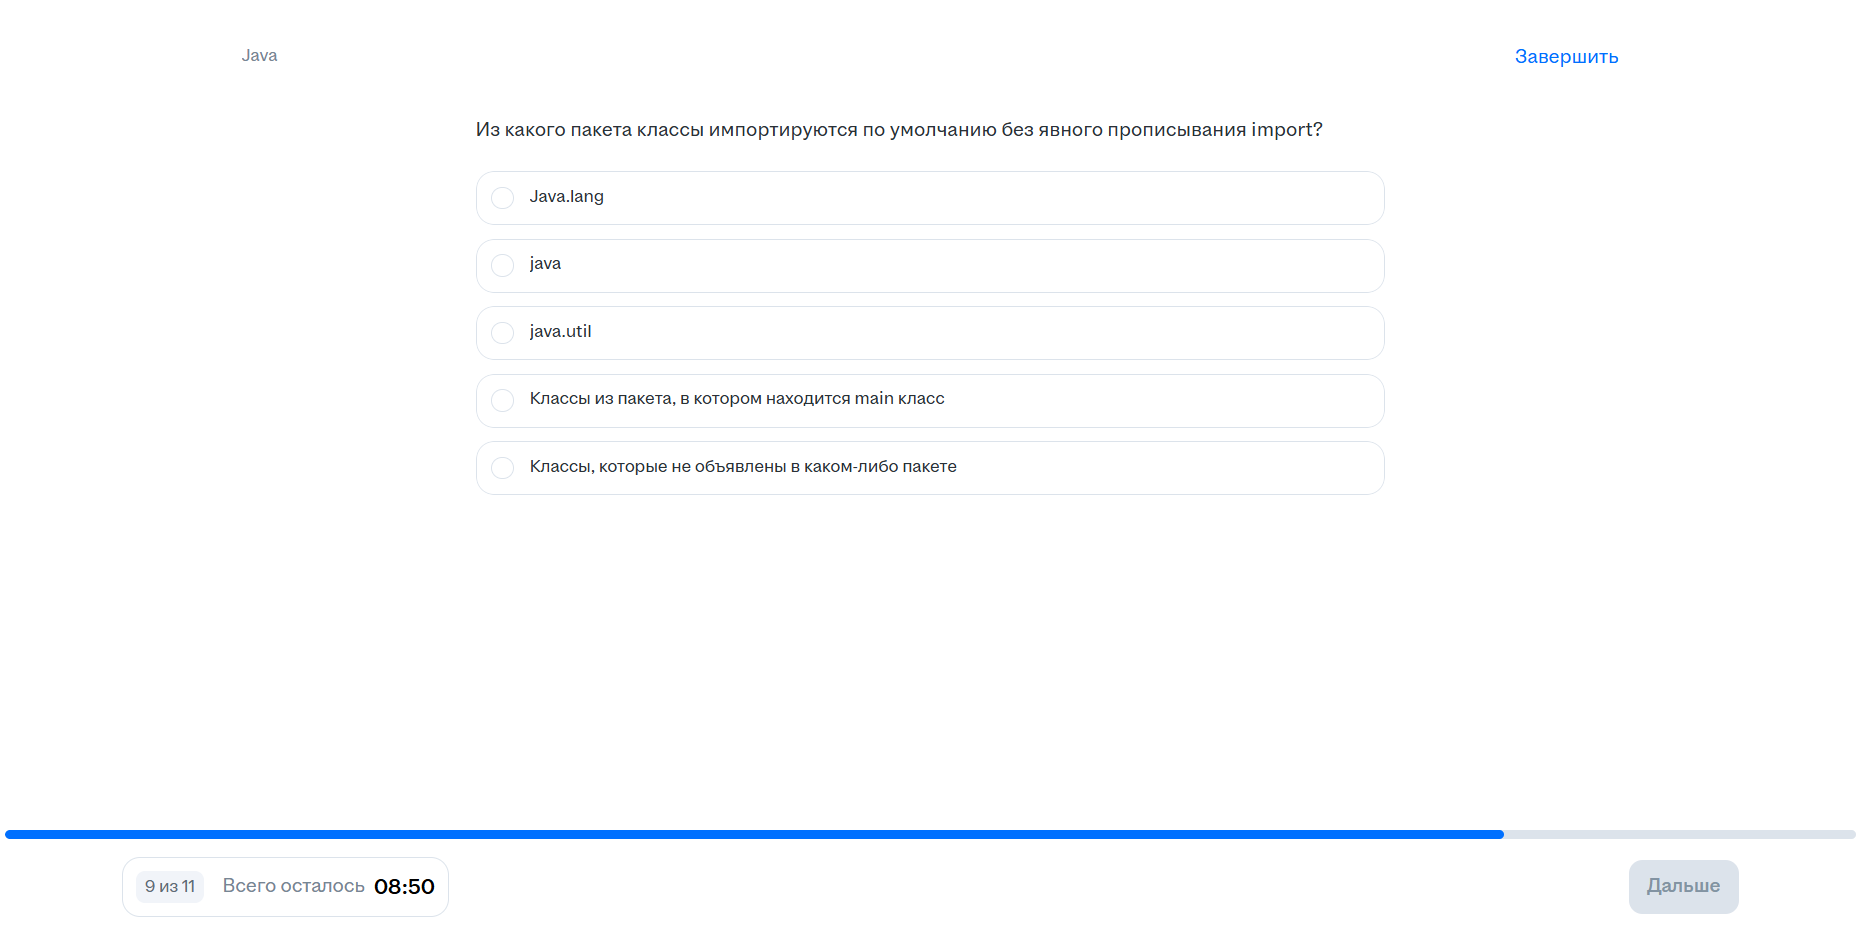 Java
Завершить
Из какого пакета классы импортируются по умолчанию без явного прописывания import?
Java.lang
java
java.util
Классы из пакета, в котором находится main класс
Классы, которые не объявлены в каком-либо пакете
9 из 11
Всего осталось 08:50
Дальше